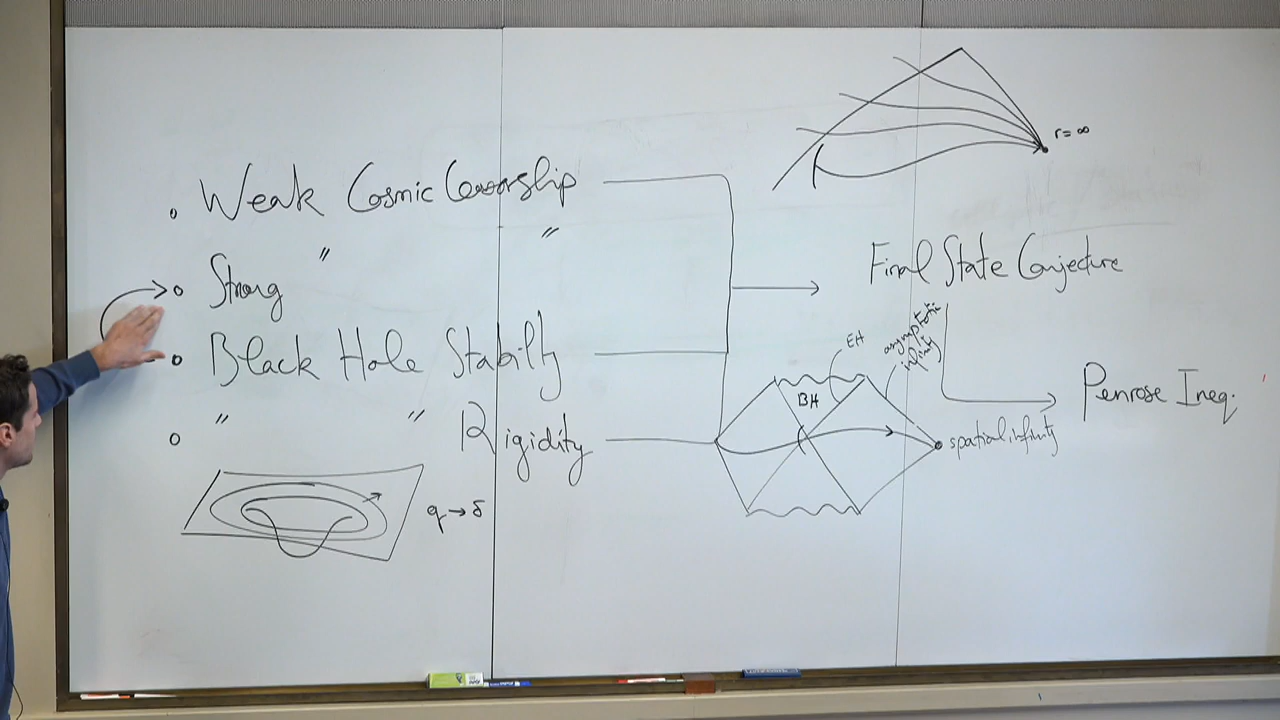 r = ∞
Weak Cosmic Censorship
Strong " "
Black Hole Stability
" " Rigidity
Final State Conjecture
Penrose Ineq.
EH
asymptotic
infinity
BH
spatial infinity
q → δ